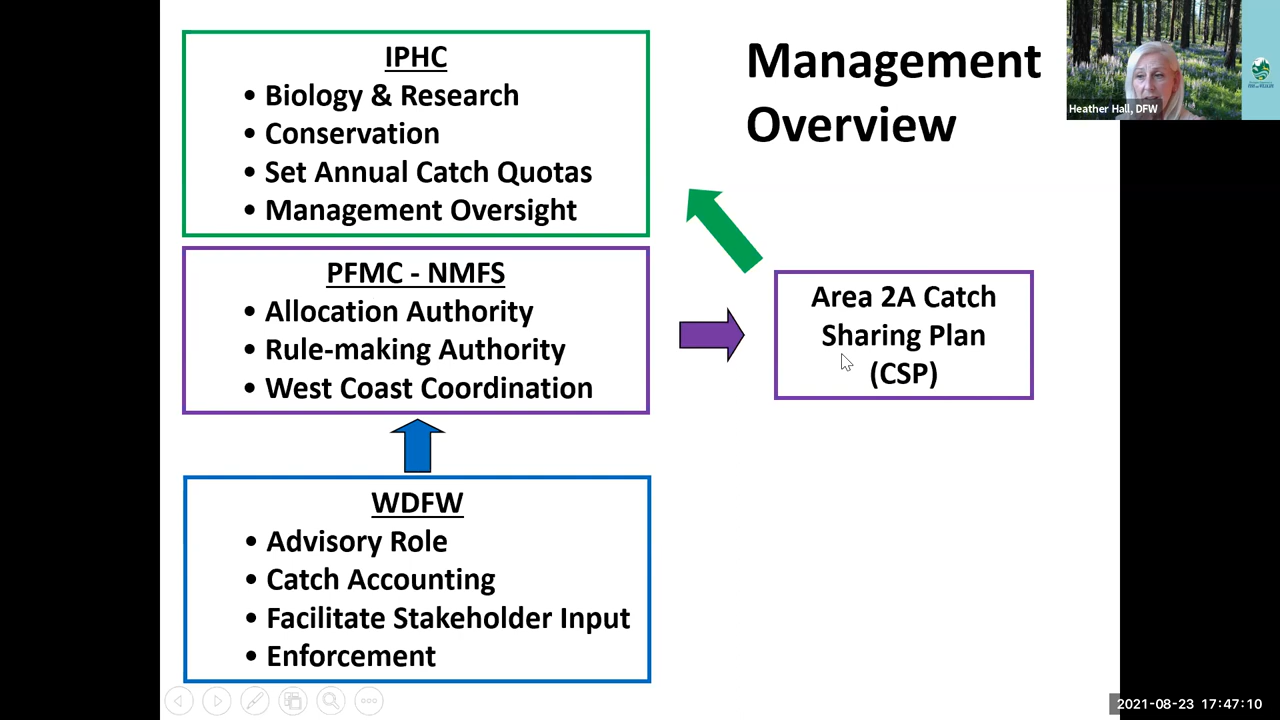 Management
Overview
IPHC
• Biology & Research
• Conservation
• Set Annual Catch Quotas
• Management Oversight
PFMC - NMFS
• Allocation Authority
• Rule-making Authority
• West Coast Coordination
Area 2A Catch
Sharing Plan
(CSP)
WDFW
• Advisory Role
• Catch Accounting
• Facilitate Stakeholder Input
• Enforcement
Heather Hall, DFW
2021-08-23 17:47:10